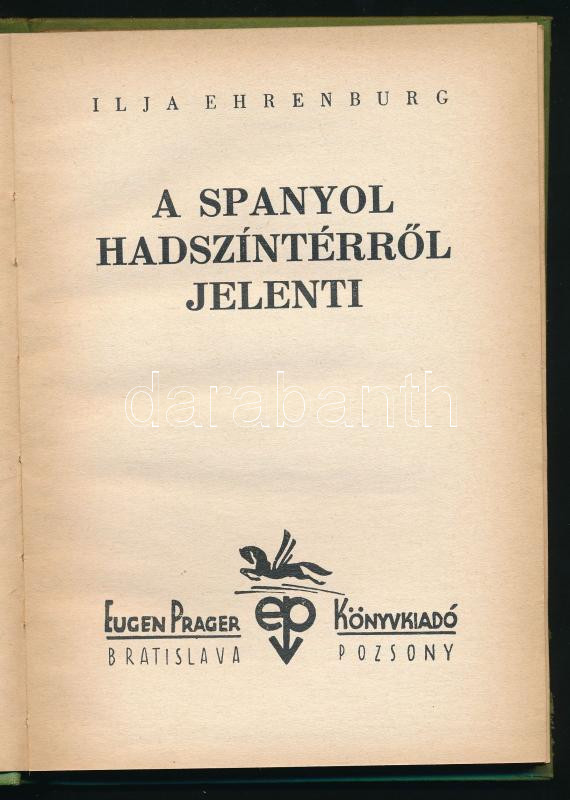 ILJA EHRENBURG
A SPANYOL
HADSZÍNTÉRRŐL
JELENTI
darabanth
EUGEN PRAGER ep KÖNYVKIADÓ
BRATISLAVA POZSONY